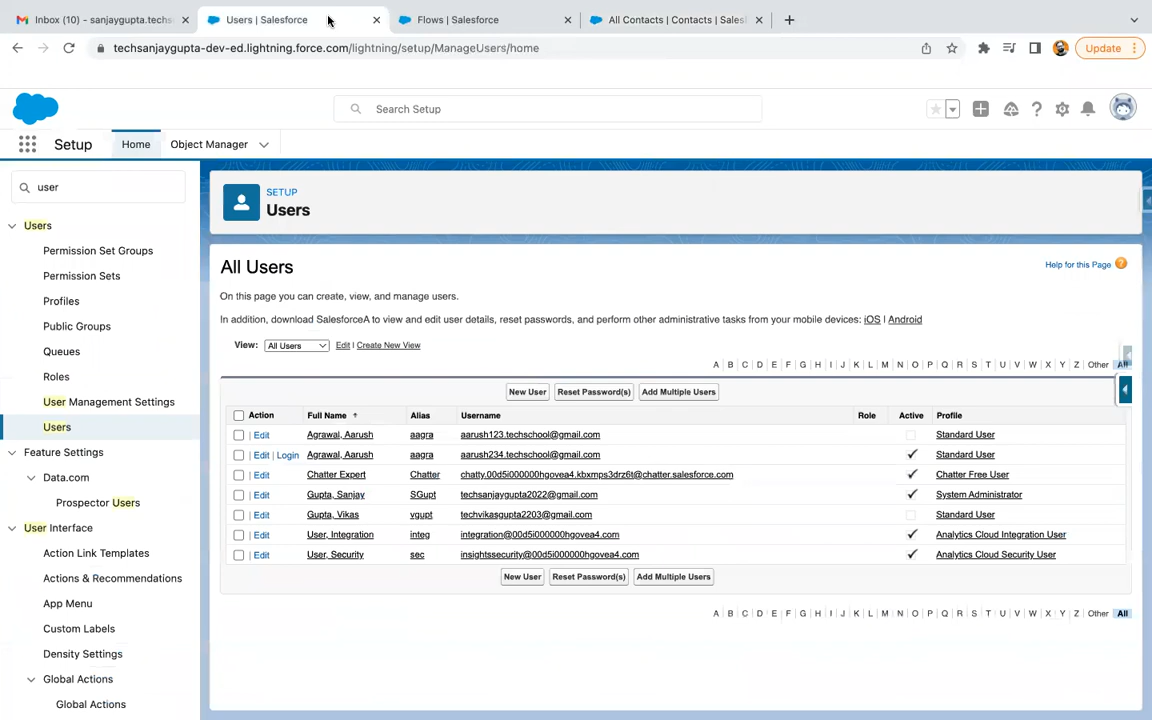 Inbox (10) - sanjaygupta.techs
Users | Salesforce
Flows | Salesforce
All Contacts | Contacts | Sales
techsanjaygupta-dev-ed.lightning.force.com/lightning/setup/ManageUsers/home
Update
Search Setup
Setup
Home
Object Manager
user
Users
Permission Set Groups
Permission Sets
Profiles
Public Groups
Queues
Roles
User Management Settings
Users
Feature Settings
Data.com
Prospector Users
User Interface
Action Link Templates
Actions & Recommendations
App Menu
Custom Labels
Density Settings
Global Actions
Global Actions
SETUP
Users
All Users
Help for this Page ?
On this page you can create, view, and manage users.
In addition, download SalesforceA to view and edit user details, reset passwords, and perform other administrative tasks from your mobile devices: iOS | Android
View: All Users Edit | Create New View
A B C D E F G H I J K L M N O P Q R S T U V W X Y Z Other All
New User Reset Password(s) Add Multiple Users
Action Full Name Alias Username Role Active Profile
Edit Agrawal, Aarush aagra aarush123.techschool@gmail.com Standard User
Edit | Login Agrawal, Aarush aagra aarush234.techschool@gmail.com Standard User
Edit Chatter Expert Chatter chatty.00d5i000000hgovea4.kbxmps3drz6t@chatter.salesforce.com Chatter Free User
Edit Gupta, Sanjay SGupt techsanjaygupta2022@gmail.com System Administrator
Edit Gupta, Vikas vgupt techvikasgupta2203@gmail.com Standard User
Edit User, Integration integ integration@00d5i000000hgovea4.com Analytics Cloud Integration User
Edit User, Security sec insightssecurity@00d5i000000hgovea4.com Analytics Cloud Security User
New User Reset Password(s) Add Multiple Users
A B C D E F G H I J K L M N O P Q R S T U V W X Y Z Other All